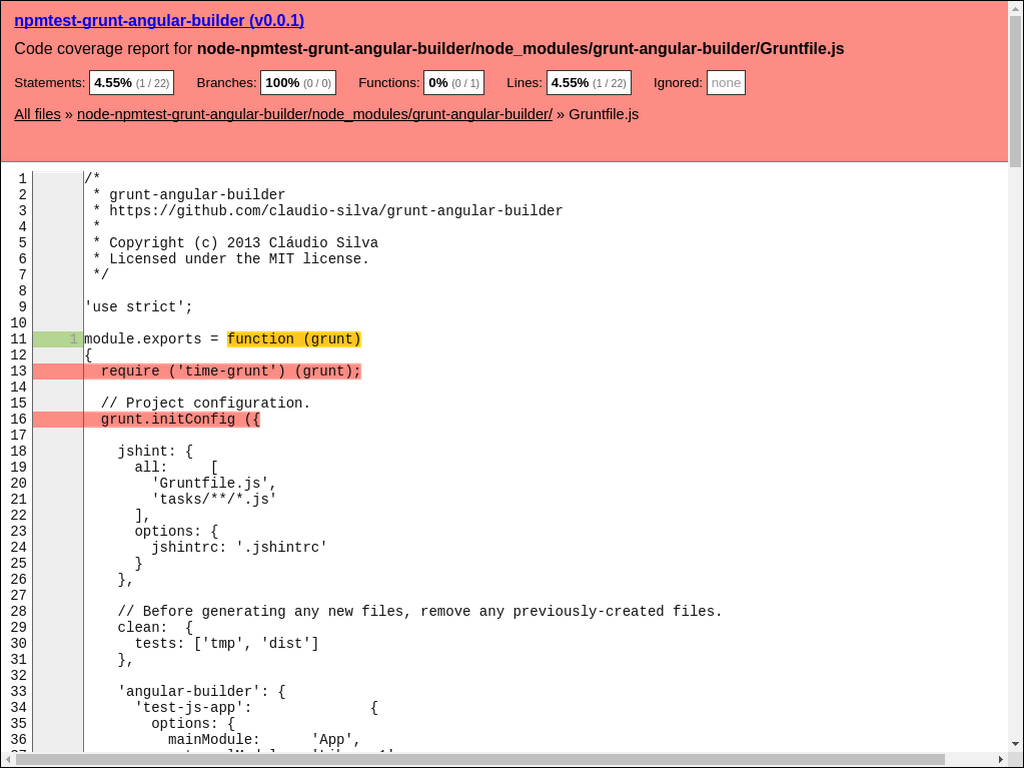 npmtest-grunt-angular-builder (v0.0.1)
Code coverage report for node-npmtest-grunt-angular-builder/node_modules/grunt-angular-builder/Gruntfile.js
Statements: 4.55% (1 / 22) Branches: 100% (0 / 0) Functions: 0% (0 / 1) Lines: 4.55% (1 / 22) Ignored: none
All files » node-npmtest-grunt-angular-builder/node_modules/grunt-angular-builder/ » Gruntfile.js
1 /*
2 * grunt-angular-builder
3 * https://github.com/claudio-silva/grunt-angular-builder
4 *
5 * Copyright (c) 2013 Cláudio Silva
6 * Licensed under the MIT license.
7 */
8
9 'use strict';
10
11 1 module.exports = function (grunt)
12 {
13 require ('time-grunt') (grunt);
14
15 // Project configuration.
16 grunt.initConfig ({
17
18 jshint: {
19 all: [
20 'Gruntfile.js',
21 'tasks/**/*.js'
22 ],
23 options: {
24 jshintrc: '.jshintrc'
25 }
26 },
27
28 // Before generating any new files, remove any previously-created files.
29 clean: {
30 tests: ['tmp', 'dist']
31 },
32
33 'angular-builder': {
34 'test-js-app': {
35 options: {
36 mainModule: 'App',